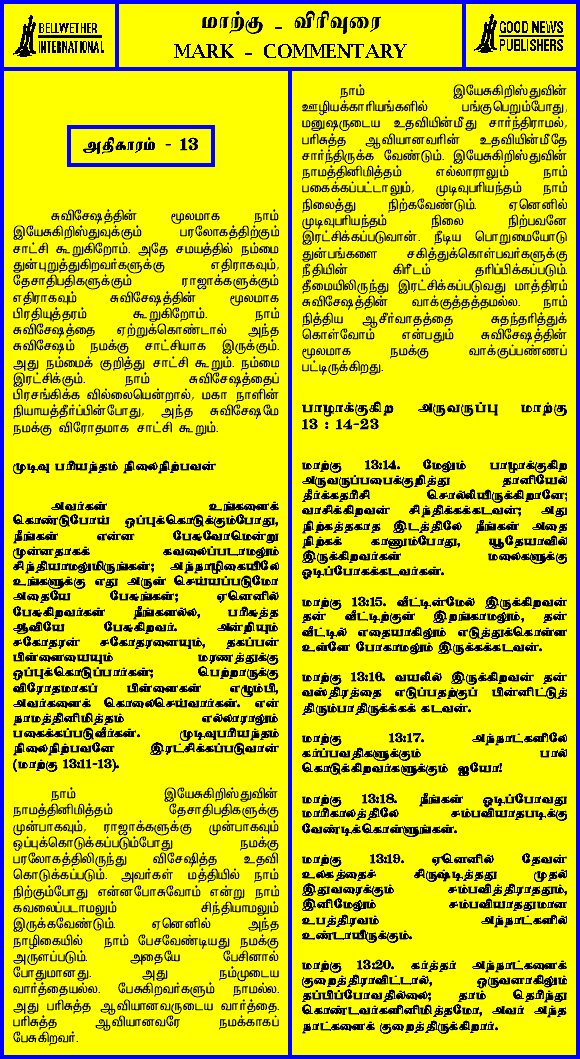 BELLWETHER
INTERNATIONAL
மாற்கு - விரிவுரை
MARK - COMMENTARY
GOOD NEWS
PUBLISHERS
அதிகாரம் - 13
சுவிசேஷத்தின் மூலமாக நாம்
இயேசுகிறிஸ்துவுக்கும் பரலோகத்திற்கும்
சாட்சி கூறுகிறோம். அதே சமயத்தில் நம்மை
துன்புறுத்துகிறவர்களுக்கு எதிராகவும்,
தேசாதிபதிகளுக்கும் ராஜாக்களுக்கும்
எதிராகவும் சுவிசேஷத்தின் மூலமாக
பிரதியுத்தரம் கூறுகிறோம். நாம்
சுவிசேஷத்தை ஏற்றுக்கொண்டால் அந்த
சுவிசேஷம் நமக்கு சாட்சியாக இருக்கும்.
அது நம்மைக் குறித்து சாட்சி கூறும். நம்மை
இரட்சிக்கும். நாம் சுவிசேஷத்தைப்
பிரசங்கிக்க வில்லையென்றால், மகா நாளின்
நியாயத்தீர்ப்பின்போது, அந்த சுவிசேஷமே
நமக்கு விரோதமாக சாட்சி கூறும்.
முடிவு பரியந்தம் நிலைநிற்பவன்
அவர்கள் உங்களைக்
கொண்டுபோய் ஒப்புக்கொடுக்கும்போது,
நீங்கள் என்ன பேசுவோமென்று
முன்னதாகக் கவலைப்படாமலும்
சிந்தியாமலுமிருங்கள்; அந்நாழிகையிலே
உங்களுக்கு எது அருள் செய்யப்படுமோ
அதையே பேசுங்கள்; ஏனெனில்
பேசுகிறவர்கள் நீங்களல்ல, பரிசுத்த
ஆவியே பேசுகிறவர். அன்றியும்
சகோதரன் சகோதரனையும், தகப்பன்
பிள்ளையையும் மரணத்துக்கு
ஒப்புக்கொடுப்பார்கள்; பெற்றாருக்கு
விரோதமாகப் பிள்ளைகள் எழும்பி,
அவர்களைக் கொலைசெய்வார்கள். என்
நாமத்தினிமித்தம் எல்லாராலும்
பகைக்கப்படுவீர்கள். முடிவுபரியந்தம்
நிலைநிற்பவனே இரட்சிக்கப்படுவான்
(மாற்கு 13:11-13).
நாம் இயேசுகிறிஸ்துவின்
நாமத்தினிமித்தம் தேசாதிபதிகளுக்கு
முன்பாகவும், ராஜாக்களுக்கு முன்பாகவும்
ஒப்புக்கொடுக்கப்படும்போது நமக்கு
பரலோகத்திலிருந்து விசேஷித்த உதவி
கொடுக்கப்படும். அவர்கள் மத்தியில் நாம்
நிற்கும்போது என்னபோசுவோம் என்று நாம்
கவலைப்படாமலும் சிந்தியாமலும்
இருக்கவேண்டும். ஏனெனில் அந்த
நாழிகையில் நாம் பேசவேண்டியது நமக்கு
அருளப்படும். அதையே பேசினால்
போதுமானது. அது நம்முடைய
வார்த்தையல்ல. பேசுகிறவர்களும் நாமல்ல.
அது பரிசுத்த ஆவியானவருடைய வார்த்தை.
பரிசுத்த ஆவியானவரே நமக்காகப்
பேசுகிறவர்.
நாம் இயேசுகிறிஸ்துவின்
ஊழியக்காரியங்களில் பங்குபெறும்போது,
மனுஷருடைய உதவியின்மீது சார்ந்திராமல்,
பரிசுத்த ஆவியானவரின் உதவியின்மீதே
சார்ந்திருக்க வேண்டும். இயேசுகிறிஸ்துவின்
நாமத்தினிமித்தம் எல்லாராலும் நாம்
பகைக்கப்பட்டாலும், முடிவுபரியந்தம் நாம்
நிலைத்து நிற்கவேண்டும். ஏனெனில்
முடிவுபரியந்தம் நிலை நிற்பவனே
இரட்சிக்கப்படுவான். நீடிய பொறுமையோடு
துன்பங்களை சகித்துக்கொள்பவர்களுக்கு
நீதியின் கிரீடம் தரிப்பிக்கப்படும்.
தீமையிலிருந்து இரட்சிக்கப்படுவது மாத்திரம்
சுவிசேஷத்தின் வாக்குத்தத்தமல்ல. நாம்
நித்திய ஆசீர்வாதத்தை சுதந்தரித்துக்
கொள்வோம் என்பதும் சுவிசேஷத்தின்
மூலமாக நமக்கு வாக்குப்பண்ணப்
பட்டிருக்கிறது.
பாழாக்குகிற அருவருப்பு மாற்கு
13 : 14-23
மாற்கு 13:14. மேலும் பாழாக்குகிற
அருவருப்பைக்குறித்து தானியேல்
தீர்க்கதரிசி சொல்லியிருக்கிறானே;
வாசிக்கிறவன் சிந்திக்கக்கடவன்; அது
நிற்கத்தகாத இடத்திலே நீங்கள் அதை
நிற்கக் காணும்போது, யூதேயாவில்
இருக்கிறவர்கள் மலைகளுக்கு
ஓடிப்போகக்கடவர்கள்.
மாற்கு 13:15. வீட்டின்மேல் இருக்கிறவன்
தன் வீட்டிற்குள் இறங்காமலும், தன்
வீட்டில் எதையாகிலும் எடுத்துக்கொள்ள
உள்ளே போகாமலும் இருக்கக்கடவன்.
மாற்கு 13:16. வயலில் இருக்கிறவன் தன்
வஸ்திரத்தை எடுப்பதற்குப் பின்னிட்டுத்
திரும்பாதிருக்க்கக் கடவன்.
மாற்கு 13:17. அந்நாட்களிலே
கர்ப்பவதிகளுக்கும் பால்
கொடுக்கிறவர்களுக்கும் ஐயோ!
மாற்கு 13:18. நீங்கள் ஓடிப்போவது
மாரிகாலத்திலே சம்பவியாதபடிக்கு
வேண்டிக்கொள்ளுங்கள்.
மாற்கு 13:19. ஏனெனில் தேவன்
உலகத்தைச் சிருஷ்டித்தது முதல்
இதுவரைக்கும் சம்பவித்திராததும்,
இனிமேலும் சம்பவியாததுமான
உபத்திரவம் அந்நாட்களில்
உண்டாயிருக்கும்.
மாற்கு 13:20. கர்த்தர் அந்நாட்களைக்
குறைத்திராவிட்டால், ஒருவனாகிலும்
தப்பிப்போவதில்லை; தாம் தெரிந்து
கொண்டவர்களினிமித்தமோ, அவர் அந்த
நாட்களைக் குறைத்திருக்கிறார்.